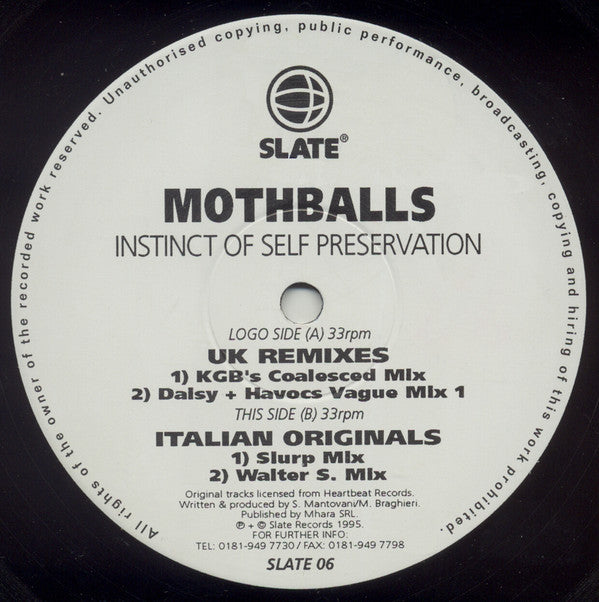 All rights of the owner of the recorded work reserved. Unauthorised copying, public performance, broadcasting, copying and hiring of this work prohibited.
SLATE®
MOTHBALLS
INSTINCT OF SELF PRESERVATION
LOGO SIDE (A) 33rpm
UK REMIXES
1) KGB's Coalesced Mix
2) Daisy + Havocs Vague Mix 1
THIS SIDE (B) 33rpm
ITALIAN ORIGINALS
1) Slurp Mix
2) Walter S. Mix
Original tracks licensed from Heartbeat Records.
Written & produced by S. Mantovani/M. Braghieri.
Published by Mhara SRL.
℗ + © Slate Records 1995.
FOR FURTHER INFO:
TEL: 0181-949 7730 / FAX: 0181-949 7798
SLATE 06